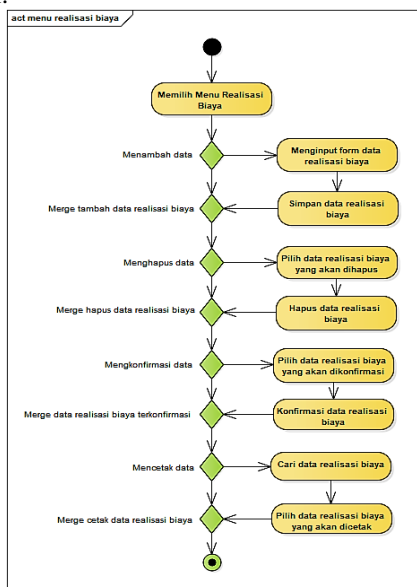 act menu realisasi biaya
Memilih Menu Realisasi
Biaya
Menambah data
Menginput form data
realisasi biaya
Merge tambah data realisasi biaya
Simpan data realisasi
biaya
Menghapus data
Pilih data realisasi biaya
yang akan dihapus
Merge hapus data realisasi biaya
Hapus data realisasi
biaya
Mengkonfirmasi data
Pilih data realisasi biaya
yang akan dikonfirmasi
Merge data realisasi biaya terkonfirmasi
Konfirmasi data realisasi
biaya
Mencetak data
Cari data realisasi biaya
Merge cetak data realisasi biaya
Pilih data realisasi biaya
yang akan dicetak